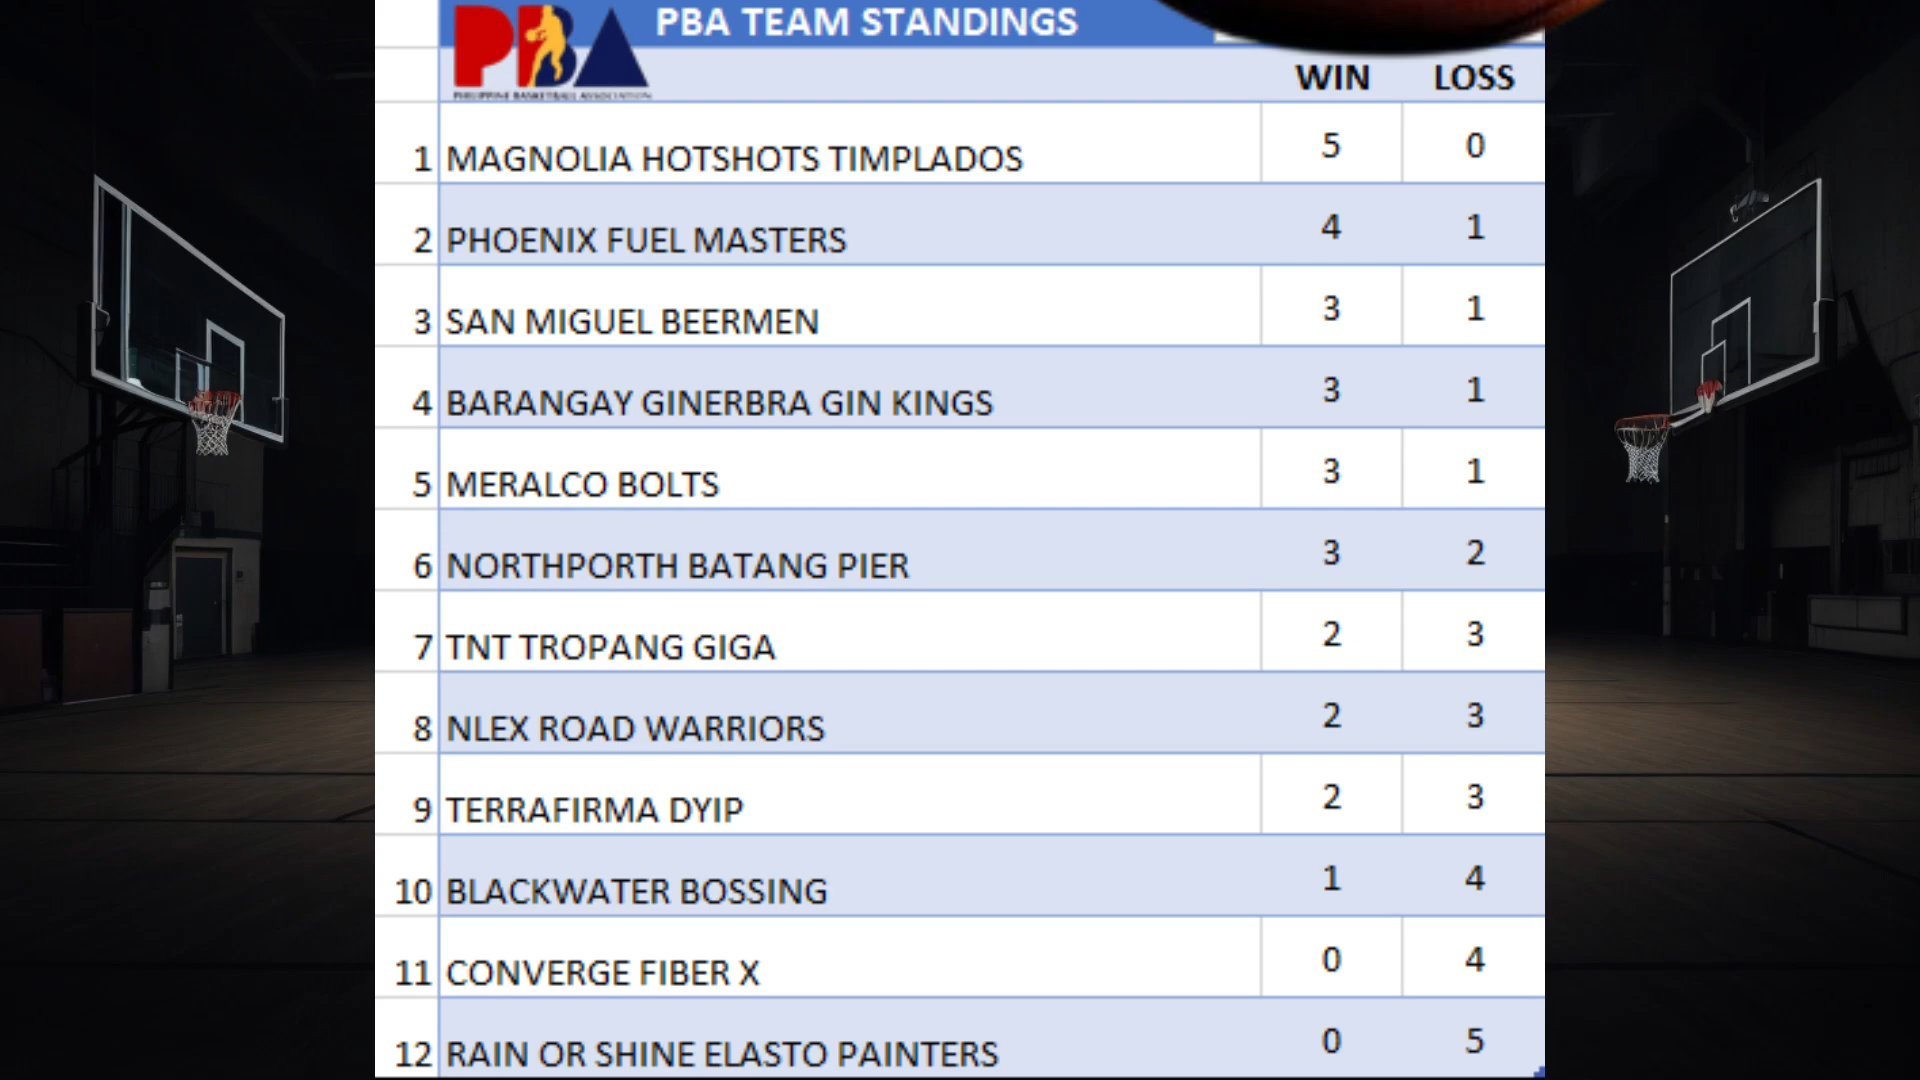 PBA TEAM STANDINGS
PBA
PHILIPPINE BASKETBALL ASSOCIATION
WIN LOSS
1 MAGNOLIA HOTSHOTS TIMPLADOS 5 0
2 PHOENIX FUEL MASTERS 4 1
3 SAN MIGUEL BEERMEN 3 1
4 BARANGAY GINERBRA GIN KINGS 3 1
5 MERALCO BOLTS 3 1
6 NORTHPORTH BATANG PIER 3 2
7 TNT TROPANG GIGA 2 3
8 NLEX ROAD WARRIORS 2 3
9 TERRAFIRMA DYIP 2 3
10 BLACKWATER BOSSING 1 4
11 CONVERGE FIBER X 0 4
12 RAIN OR SHINE ELASTO PAINTERS 0 5